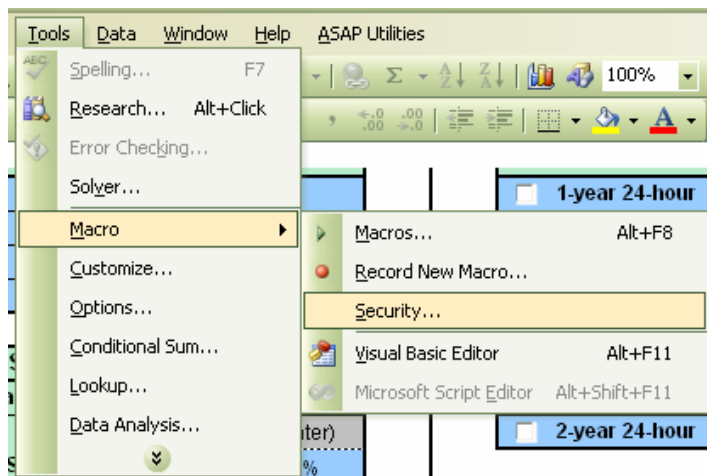 Tools Data Window Help ASAP Utilities
Spelling... F7
100%
Research... Alt+Click
Error Checking...
Solver...
1-year 24-hour
Macro
Macros... Alt+F8
Customize...
Record New Macro...
Options...
Security...
Conditional Sum...
Visual Basic Editor Alt+F11
Lookup...
Microsoft Script Editor Alt+Shift+F11
Data Analysis...
2-year 24-hour
%